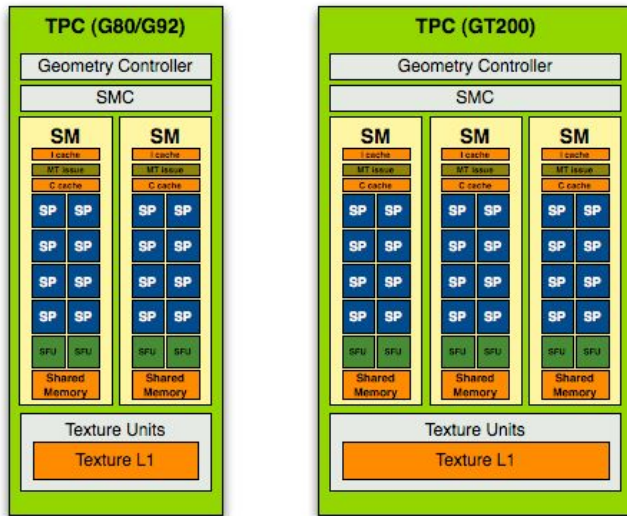 TPC (G80/G92)
Geometry Controller
SMC
SM SM
I cache I cache
MT issue MT issue
C cache C cache
SP SP SP SP
SP SP SP SP
SP SP SP SP
SP SP SP SP
SFU SFU SFU SFU
Shared Shared
Memory Memory
Texture Units
Texture L1
TPC (GT200)
Geometry Controller
SMC
SM SM SM
I cache I cache I cache
MT issue MT issue MT issue
C cache C cache C cache
SP SP SP SP SP SP
SP SP SP SP SP SP
SP SP SP SP SP SP
SP SP SP SP SP SP
SFU SFU SFU SFU SFU SFU
Shared Shared Shared
Memory Memory Memory
Texture Units
Texture L1